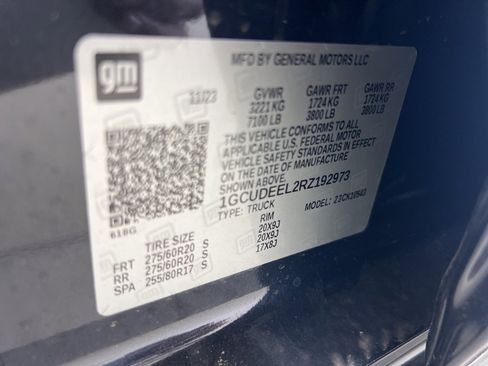 gm
MFD BY GENERAL MOTORS LLC
11/23 GVWR GAWR FRT GAWR RR
3221 KG 1724 KG 1724 KG
7100 LB 3800 LB 3800 LB
THIS VEHICLE CONFORMS TO ALL
APPLICABLE U.S. FEDERAL MOTOR
VEHICLE SAFETY STANDARDS IN EFFECT
ON THE DATE OF MANUFACTURE
SHOWN ABOVE.
1GCUDEEL2RZ192973
TYPE: TRUCK MODEL:
618G
TIRE SIZE RIM
FRT 275/60R20 S 20X9J
RR 275/60R20 S 20X9J
SPA 255/80R17 S 17X8J